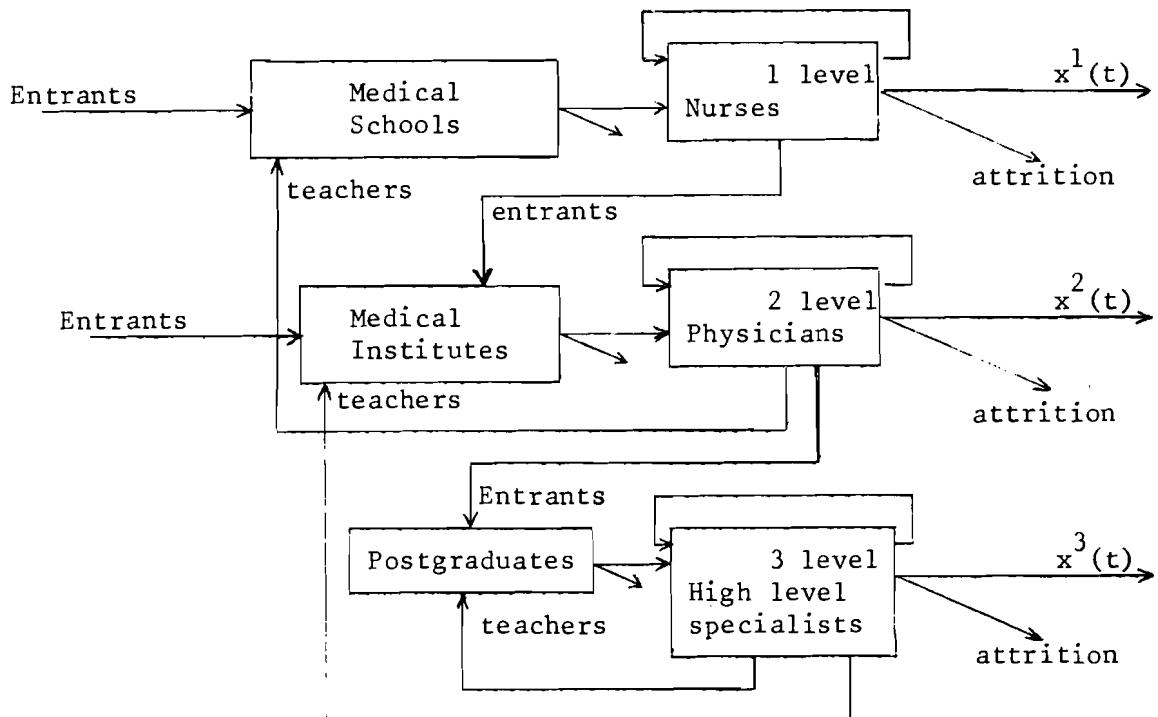 Entrants
Medical
Schools
1 level
Nurses
x¹(t)
attrition
teachers
entrants
Entrants
Medical
Institutes
2 level
Physicians
x²(t)
attrition
teachers
Entrants
Postgraduates
3 level
High level
specialists
x³(t)
attrition
teachers